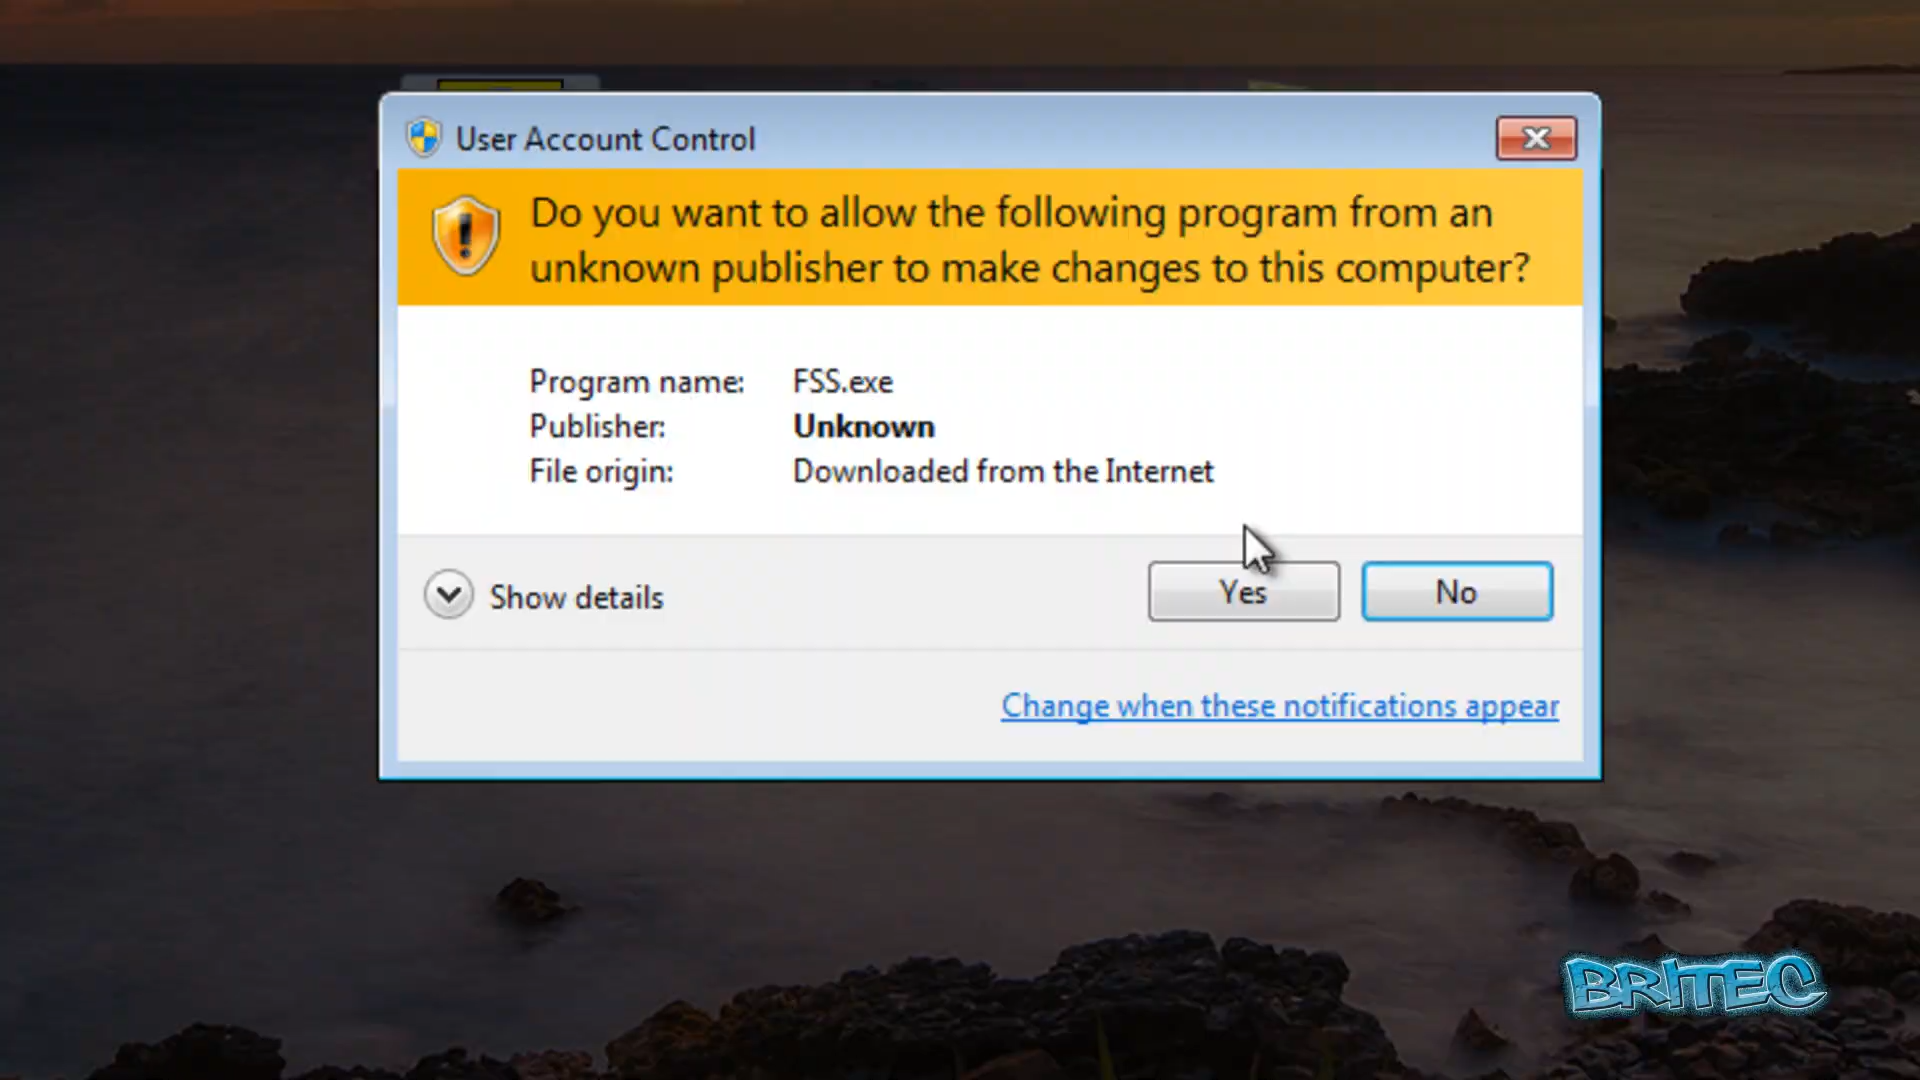 User Account Control
Do you want to allow the following program from an
unknown publisher to make changes to this computer?
Program name: FSS.exe
Publisher: Unknown
File origin: Downloaded from the Internet
Show details
Yes
No
Change when these notifications appear
BRITEC